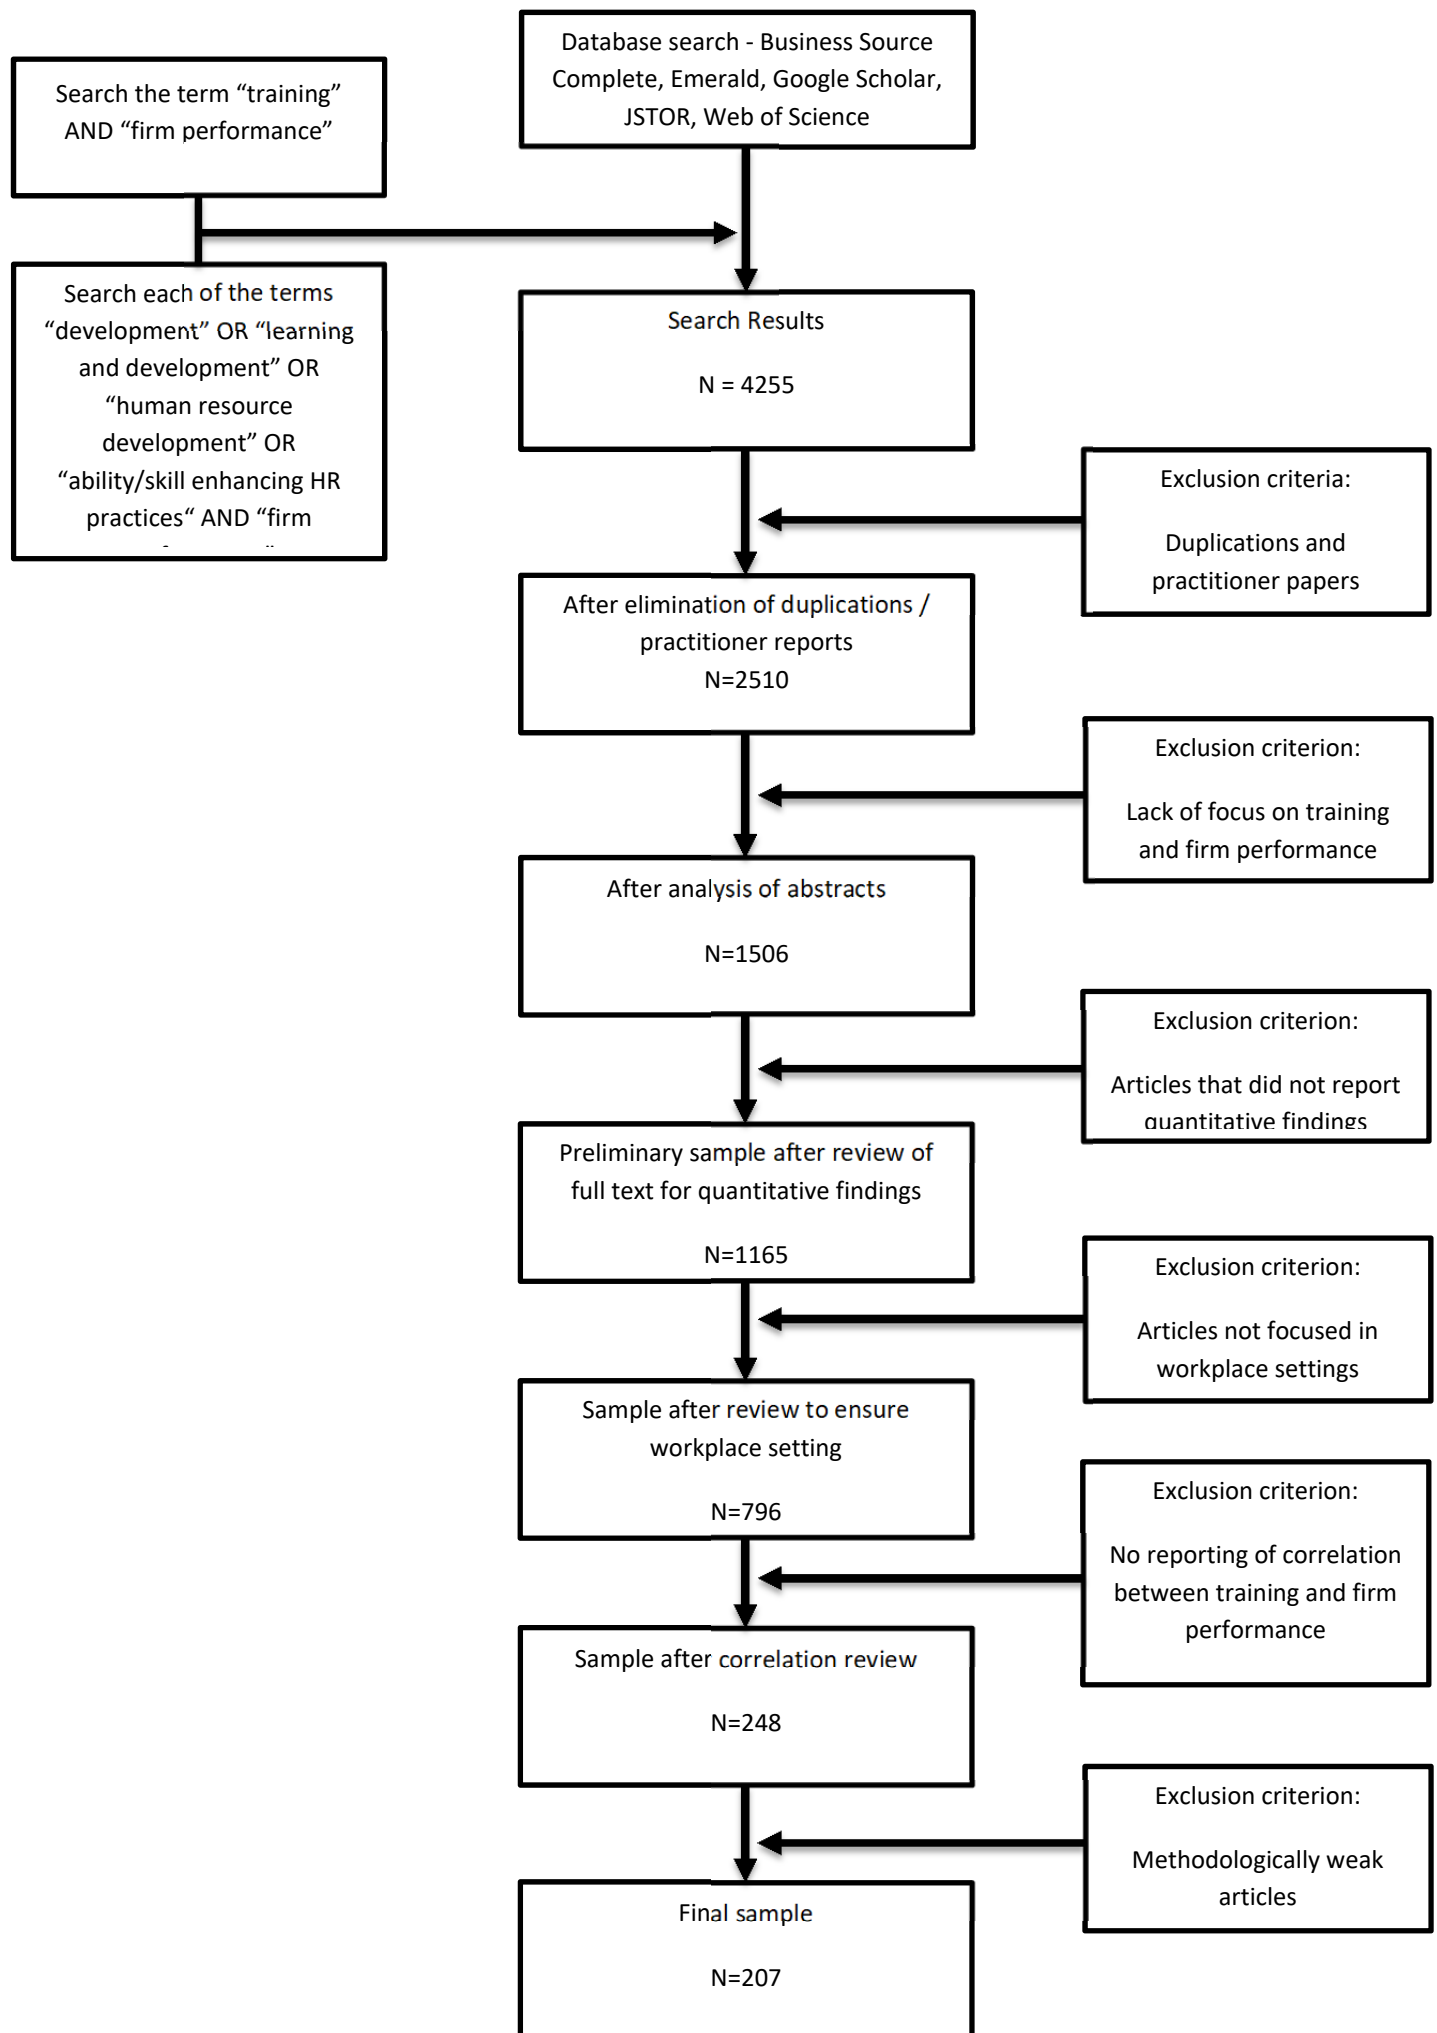 Database search - Business Source
Complete, Emerald, Google Scholar,
JSTOR, Web of Science
Search the term “training”
AND “firm performance”
Search each of the terms
“development” OR “learning
and development” OR
“human resource
development” OR
“ability/skill enhancing HR
practices“ AND “firm
Search Results
N = 4255
Exclusion criteria:
Duplications and
practitioner papers
After elimination of duplications /
practitioner reports
N=2510
Exclusion criterion:
Lack of focus on training
and firm performance
After analysis of abstracts
N=1506
Exclusion criterion:
Articles that did not report
quantitative findings
Preliminary sample after review of
full text for quantitative findings
N=1165
Exclusion criterion:
Articles not focused in
workplace settings
Sample after review to ensure
workplace setting
N=796
Exclusion criterion:
No reporting of correlation
between training and firm
performance
Sample after correlation review
N=248
Exclusion criterion:
Methodologically weak
articles
Final sample
N=207